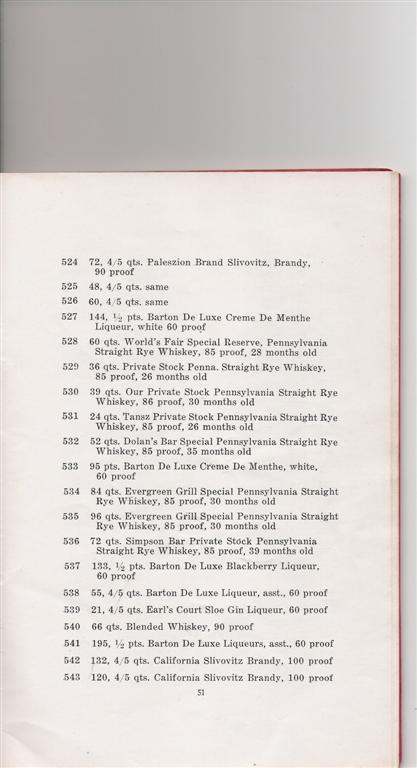 524 72, 4/5 qts. Paleszion Brand Slivovitz, Brandy,
90 proof
525 48, 4/5 qts. same
526 60, 4/5 qts. same
527 144, ½ pts. Barton De Luxe Creme De Menthe
Liqueur, white 60 proof
528 60 qts. World's Fair Special Reserve, Pennsylvania
Straight Rye Whiskey, 85 proof, 28 months old
529 36 qts. Private Stock Penna. Straight Rye Whiskey,
85 proof, 26 months old
530 39 qts. Our Private Stock Pennsylvania Straight Rye
Whiskey, 86 proof, 30 months old
531 24 qts. Tansz Private Stock Pennsylvania Straight Rye
Whiskey, 85 proof, 26 months old
532 52 qts. Dolan's Bar Special Pennsylvania Straight Rye
Whiskey, 85 proof, 35 months old
533 95 pts. Barton De Luxe Creme De Menthe, white,
60 proof
534 84 qts. Evergreen Grill Special Pennsylvania Straight
Rye Whiskey, 85 proof, 30 months old
535 96 qts. Evergreen Grill Special Pennsylvania Straight
Rye Whiskey, 85 proof, 30 months old
536 72 qts. Simpson Bar Private Stock Pennsylvania
Straight Rye Whiskey, 85 proof, 39 months old
537 133, ½ pts. Barton De Luxe Blackberry Liqueur,
60 proof
538 55, 4/5 qts. Barton De Luxe Liqueur, asst., 60 proof
539 21, 4/5 qts. Earl's Court Sloe Gin Liqueur, 60 proof
540 66 qts. Blended Whiskey, 90 proof
541 195, ½ pts. Barton De Luxe Liqueurs, asst., 60 proof
542 132, 4/5 qts. California Slivovitz Brandy, 100 proof
543 120, 4/5 qts. California Slivovitz Brandy, 100 proof
51